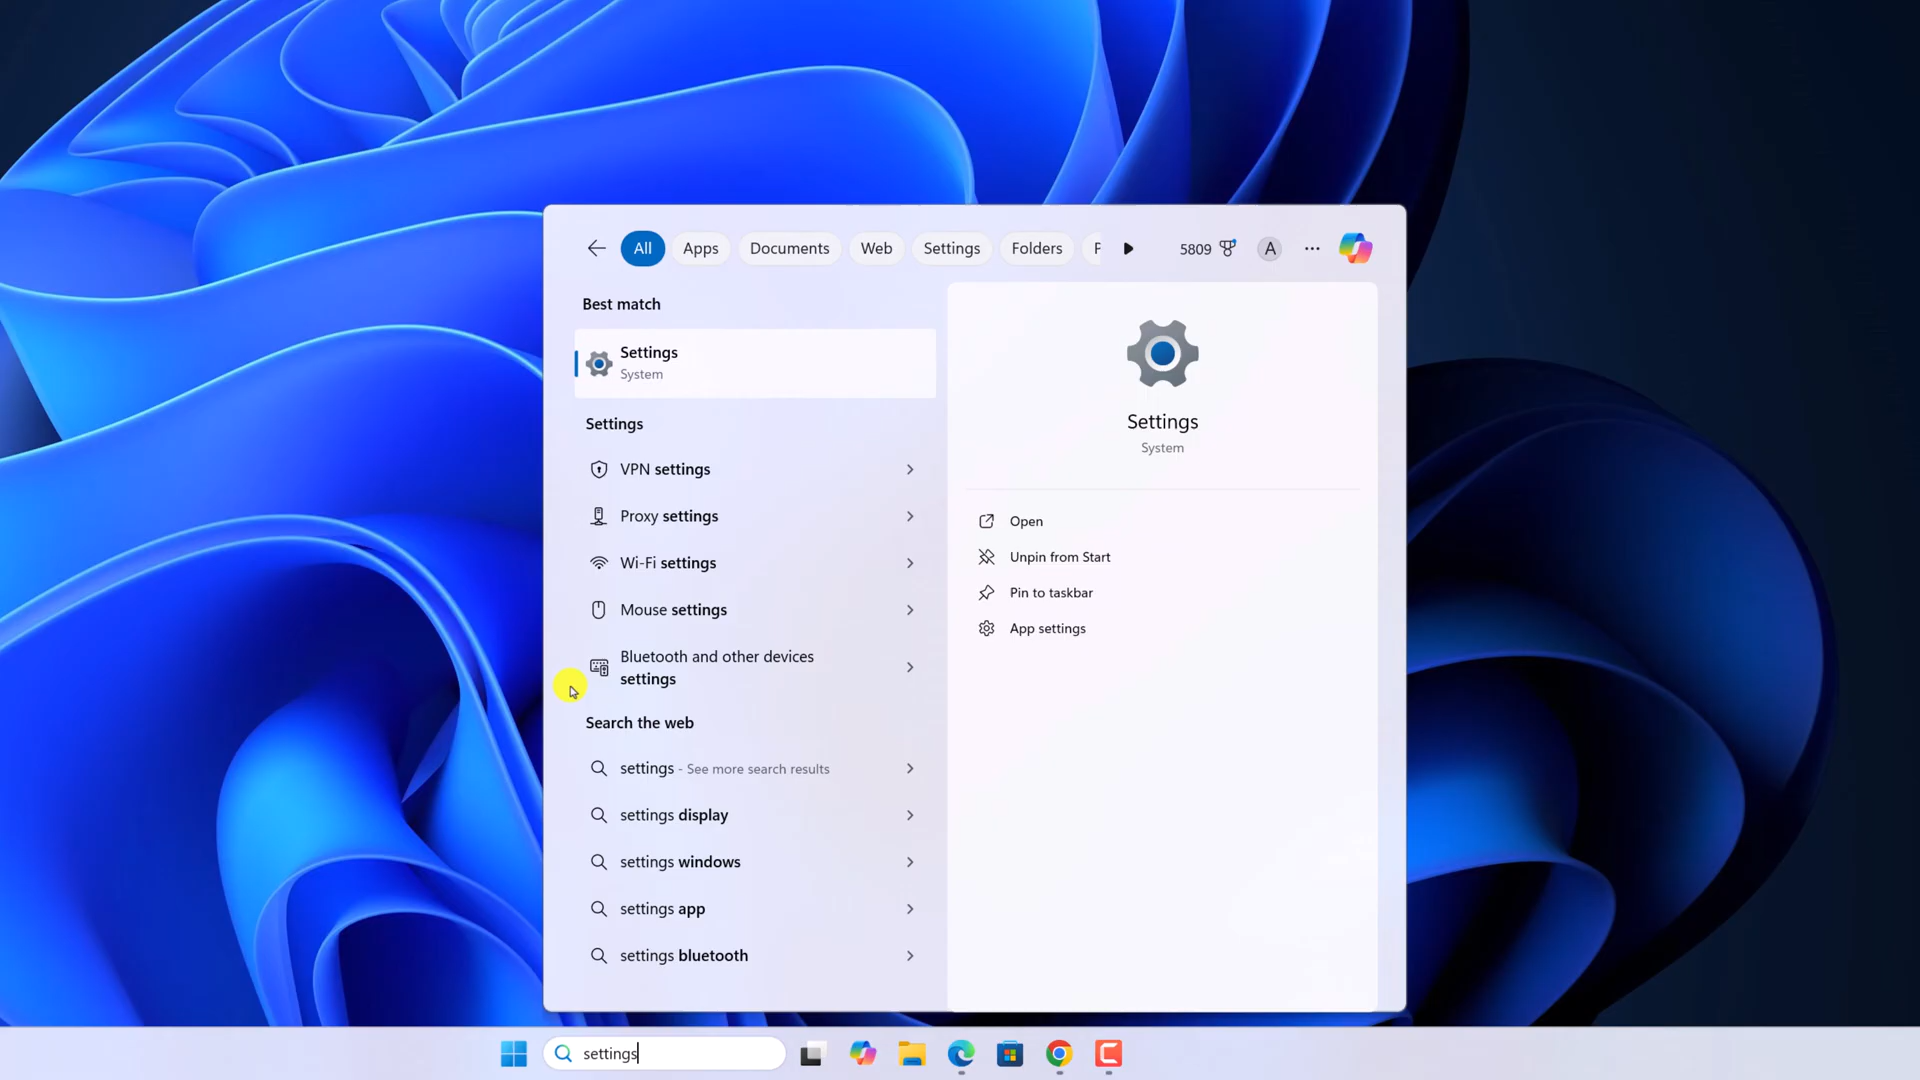 All Apps Documents Web Settings Folders 5809 A ...
Best match
Settings
System
Settings
VPN settings
Proxy settings
Wi-Fi settings
Mouse settings
Bluetooth and other devices
settings
Search the web
settings - See more search results
settings display
settings windows
settings app
settings bluetooth
Settings
System
Open
Unpin from Start
Pin to taskbar
App settings
settings